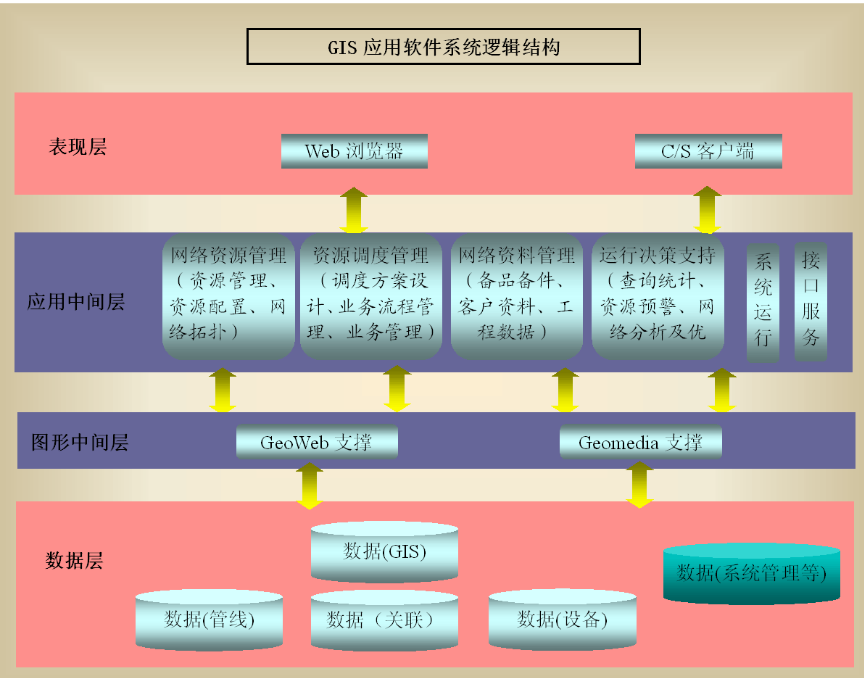 GIS 应用软件系统逻辑结构
表现层
Web 浏览器
C/S 客户端
应用中间层
网络资源管理
（资源管理、
资源配置、网
络拓扑）
资源调度管理
（调度方案设
计、业务流程管
理、业务管理）
网络资料管理
（备品备件、
客户资料、工
程数据）
运行决策支持
（查询统计、
资源预警、网
络分析及优
系统运行
接口服务
图形中间层
GeoWeb 支撑
Geomedia 支撑
数据层
数据(GIS)
数据(系统管理等)
数据(管线)
数据（关联）
数据(设备)